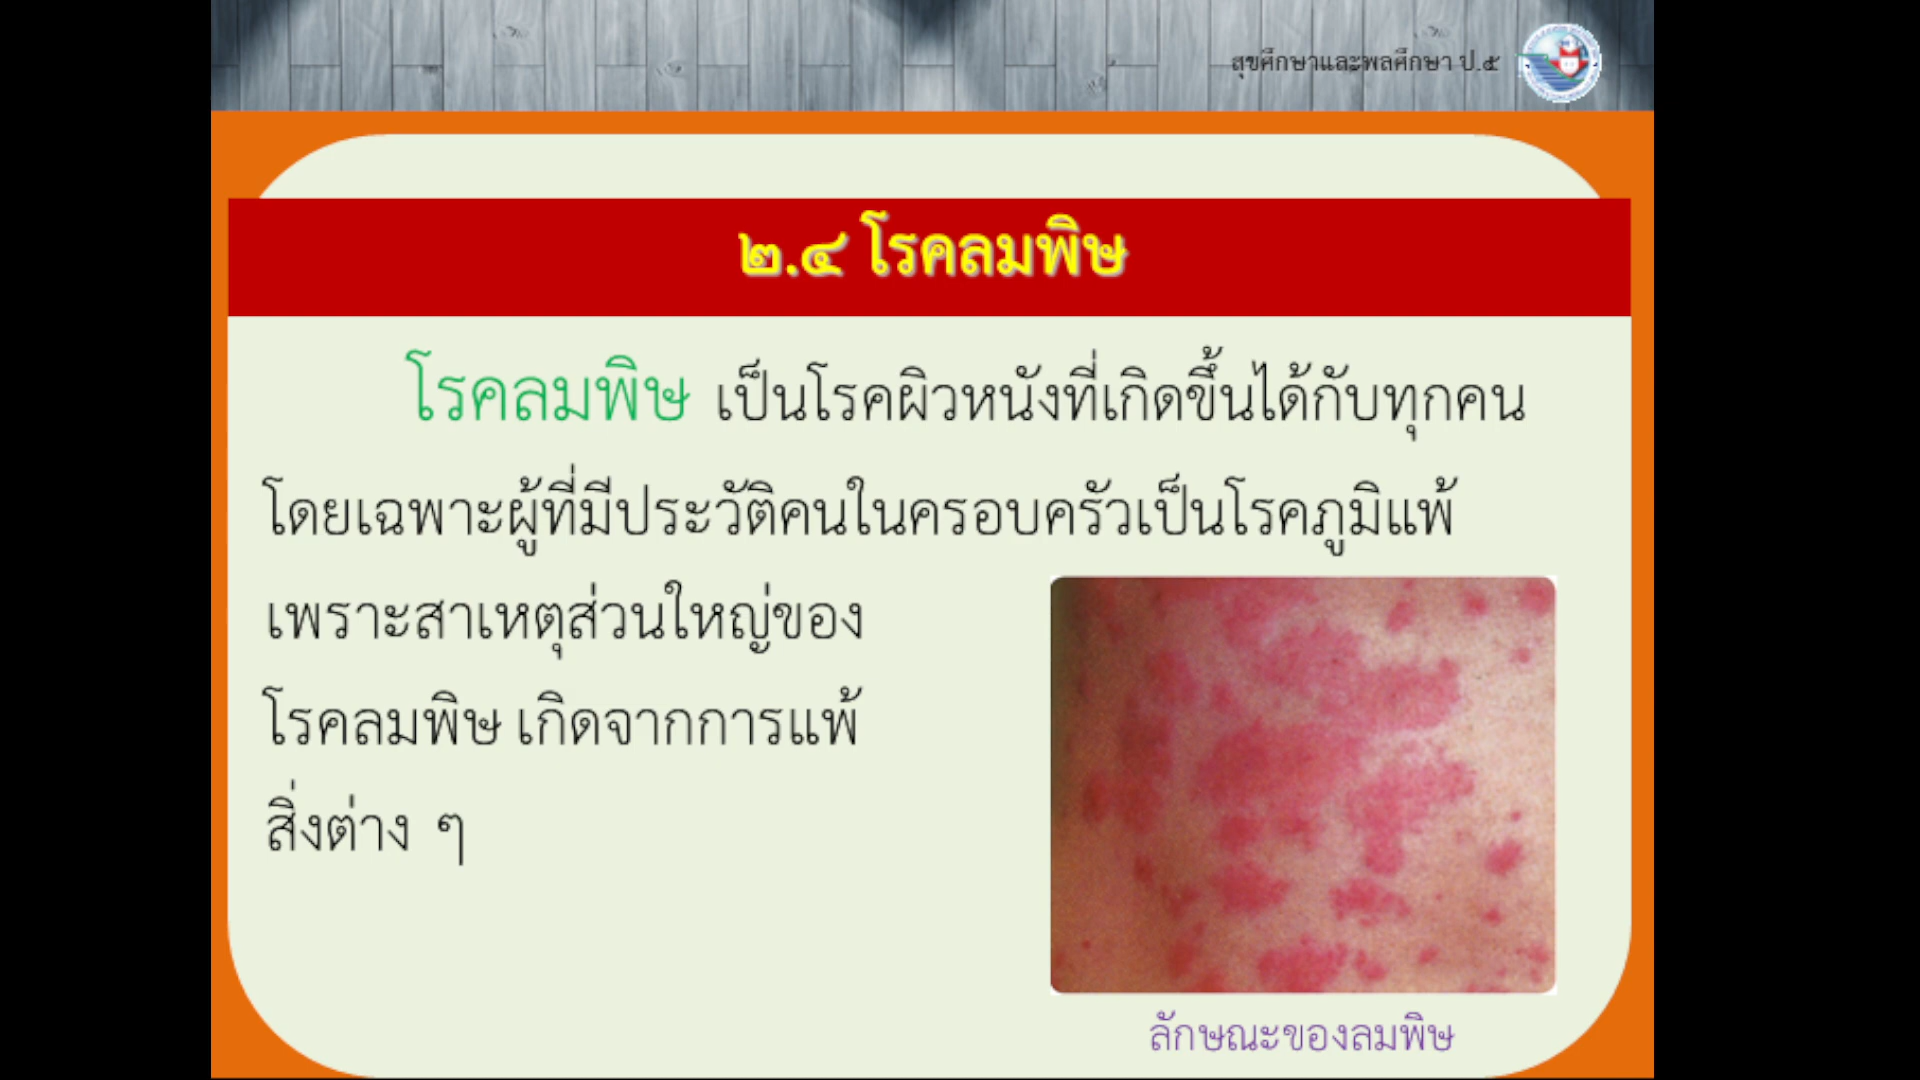 สุขศึกษาและพลศึกษา ป.๕
๒.๔ โรคลมพิษ
โรคลมพิษ เป็นโรคผิวหนังที่เกิดขึ้นได้กับทุกคน
โดยเฉพาะผู้ที่มีประวัติคนในครอบครัวเป็นโรคภูมิแพ้
เพราะสาเหตุส่วนใหญ่ของ
โรคลมพิษ เกิดจากการแพ้
สิ่งต่าง ๆ
ลักษณะของลมพิษ